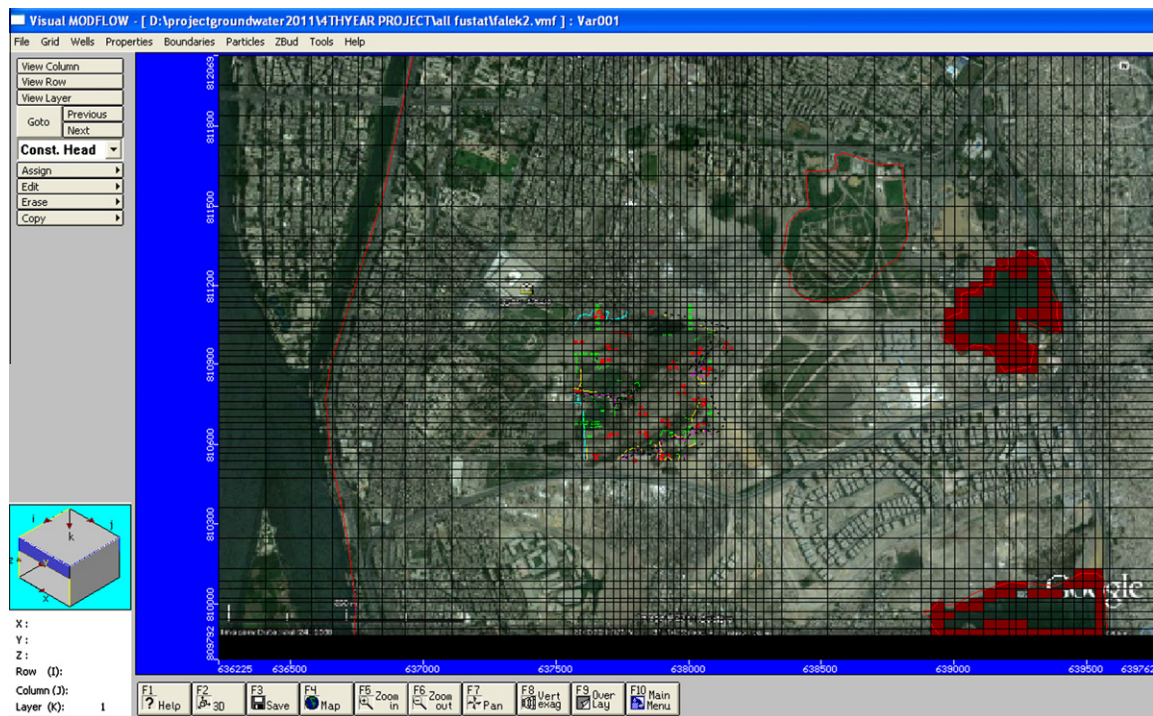 Visual MODFLOW - [ D:\projectgroundwater2011\4THYEAR PROJECT\all fustat\falek2.vmf ] : Var001
File Grid Wells Properties Boundaries Particles ZBud Tools Help
View Column
View Row
View Layer
Goto
Previous
Next
Const. Head
Assign
Edit
Erase
Copy
812069
811800
811500
811200
810900
810600
810300
810000
809792
N
i
j
k
z
y
x
Google
636225 636500 637000 637500 638000 638500 639000 639500 639762
X :
Y :
Z :
Row (I):
Column (J):
Layer (K): 1
F1 Help
F2 3D
F3 Save
F4 Map
F5 Zoom in
F6 Zoom out
F7 Pan
F8 Vert exag
F9 Over Lay
F10 Main Menu